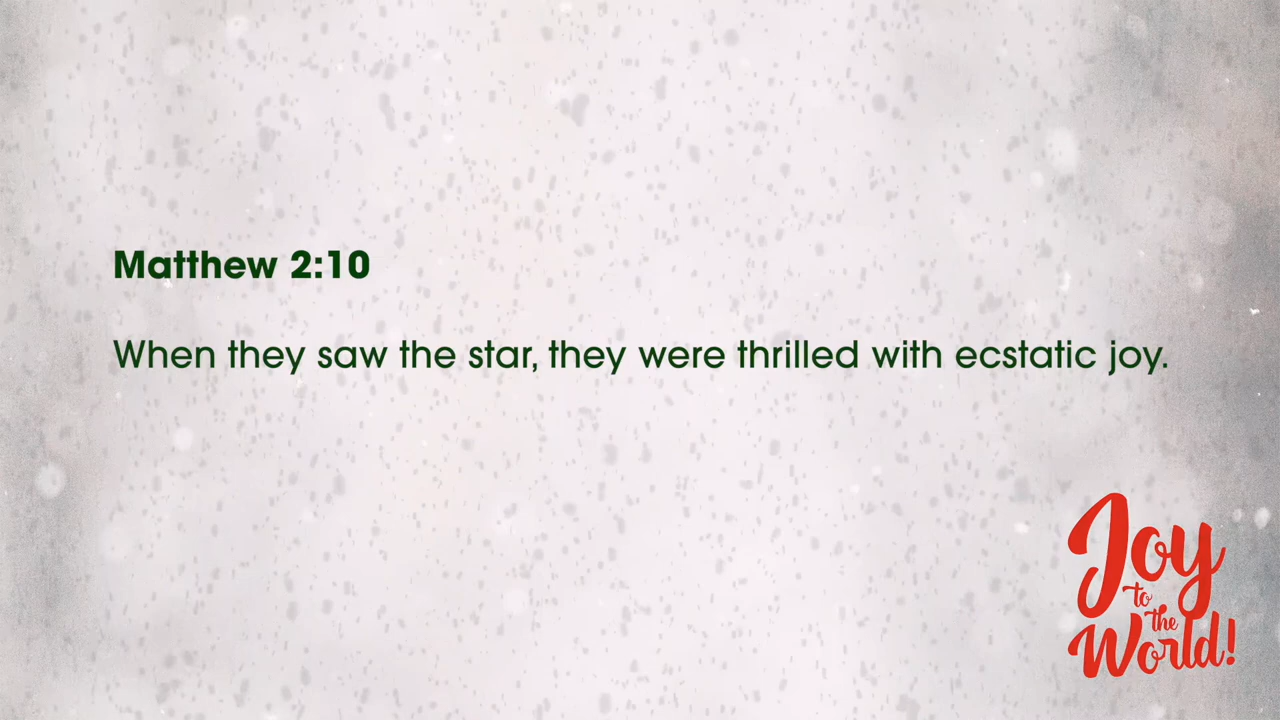 Matthew 2:10
When they saw the star, they were thrilled with ecstatic joy.
Joy
to
the
World!